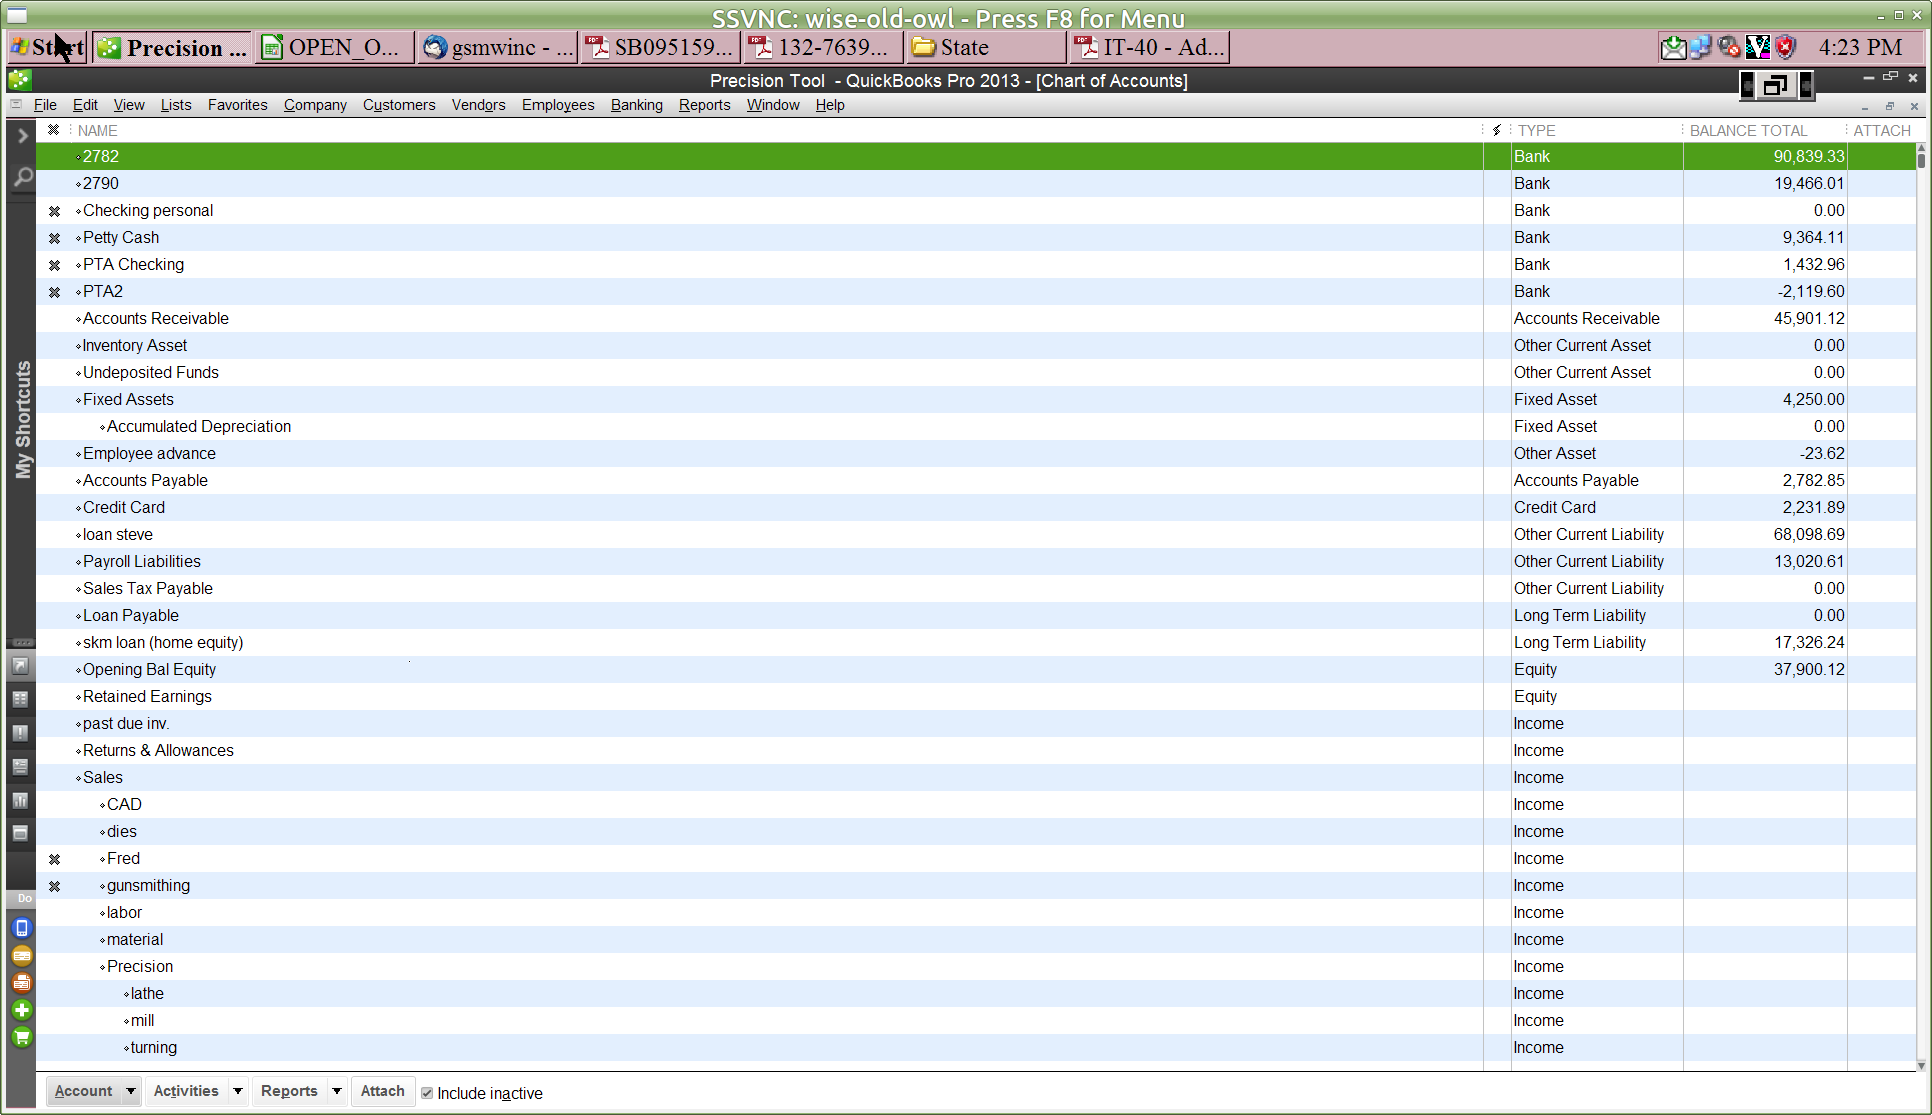 SSVNC: wise-old-owl - Press F8 for Menu
Start Precision ... OPEN_O... gsmwinc - ... SB095159... 132-7639... State IT-40 - Ad... 4:23 PM
Precision Tool - QuickBooks Pro 2013 - [Chart of Accounts]
File Edit View Lists Favorites Company Customers Vendors Employees Banking Reports Window Help
NAME TYPE BALANCE TOTAL ATTACH
2782 Bank 90,839.33
2790 Bank 19,466.01
Checking personal Bank 0.00
Petty Cash Bank 9,364.11
PTA Checking Bank 1,432.96
PTA2 Bank -2,119.60
Accounts Receivable Accounts Receivable 45,901.12
Inventory Asset Other Current Asset 0.00
Undeposited Funds Other Current Asset 0.00
Fixed Assets Fixed Asset 4,250.00
Accumulated Depreciation Fixed Asset 0.00
Employee advance Other Asset -23.62
Accounts Payable Accounts Payable 2,782.85
Credit Card Credit Card 2,231.89
loan steve Other Current Liability 68,098.69
Payroll Liabilities Other Current Liability 13,020.61
Sales Tax Payable Other Current Liability 0.00
Loan Payable Long Term Liability 0.00
skm loan (home equity) Long Term Liability 17,326.24
Opening Bal Equity Equity 37,900.12
Retained Earnings Equity
past due inv. Income
Returns & Allowances Income
Sales Income
CAD Income
dies Income
Fred Income
gunsmithing Income
labor Income
material Income
Precision Income
lathe Income
mill Income
turning Income
My Shortcuts
Do
Account Activities Reports Attach Include inactive